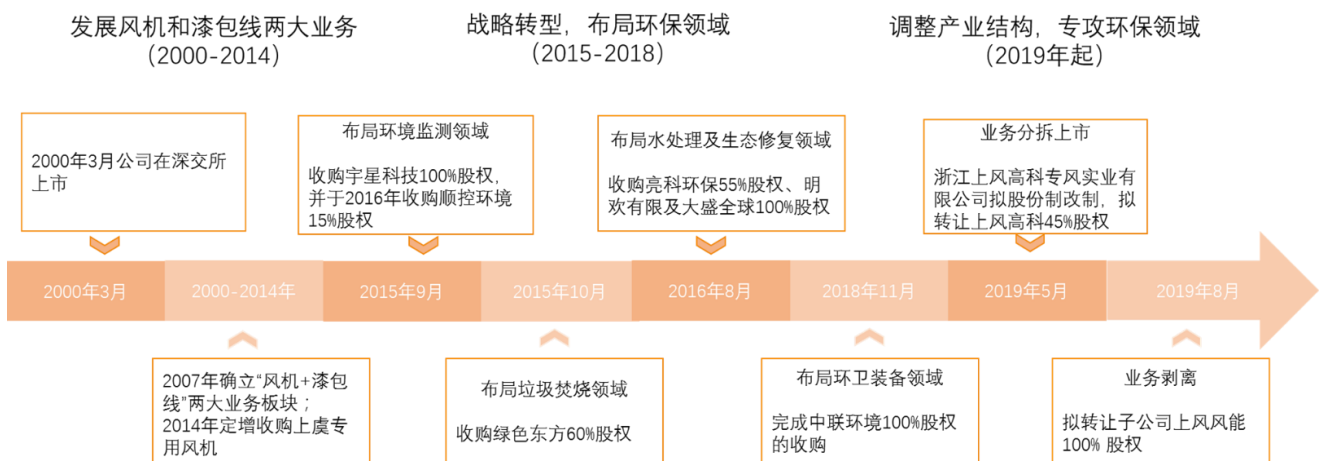 发展风机和漆包线两大业务
（2000-2014）
战略转型，布局环保领域
（2015-2018）
调整产业结构，专攻环保领域
（2019年起）
2000年3月公司在深交所
上市
布局环境监测领域
收购宇星科技100%股权，
并于2016年收购顺控环境
15%股权
布局水处理及生态修复领域
收购亮科环保55%股权、明
欢有限及大盛全球100%股权
业务分拆上市
浙江上风高科专风实业有
限公司拟股份制改制，拟
转让上风高科45%股权
2000年3月
2000-2014年
2015年9月
2015年10月
2016年8月
2018年11月
2019年5月
2019年8月
2007年确立“风机+漆包
线”两大业务板块；
2014年定增收购上虞专
用风机
布局垃圾焚烧领域
收购绿色东方60%股权
布局环卫装备领域
完成中联环境100%股权
的收购
业务剥离
拟转让子公司上风风能
100% 股权